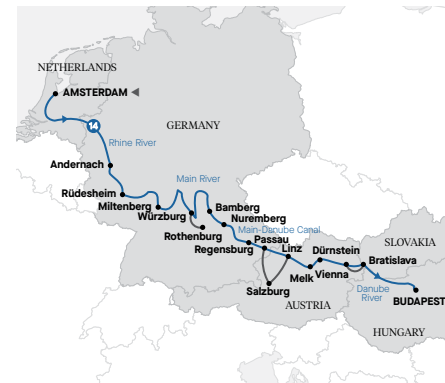 NETHERLANDS
AMSTERDAM
14
Rhine River
GERMANY
Andernach
Main River
Rüdesheim
Miltenberg
Würzburg
Bamberg
Nuremberg
Rothenburg
Main-Danube Canal
Regensburg
Passau
Linz
Dürnstein
SLOVAKIA
Melk
Vienna
Bratislava
Salzburg
Danube
River
AUSTRIA
BUDAPEST
HUNGARY